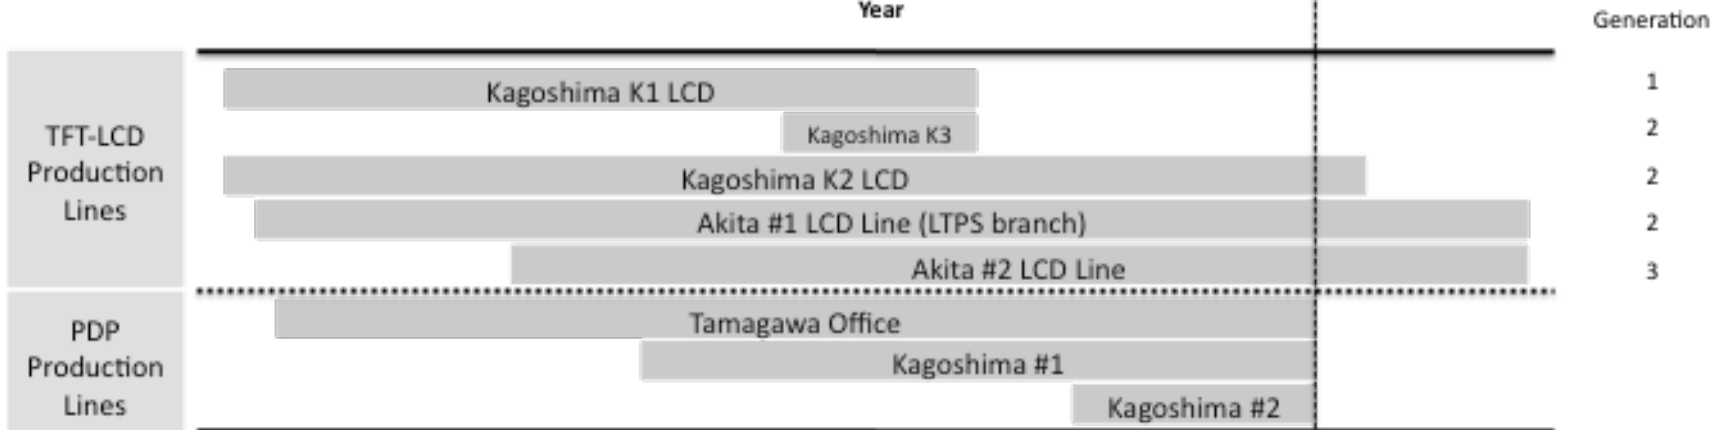 Year
Generation
TFT-LCD
Production
Lines
Kagoshima K1 LCD
1
Kagoshima K3
2
Kagoshima K2 LCD
2
Akita #1 LCD Line (LTPS branch)
2
Akita #2 LCD Line
3
PDP
Production
Lines
Tamagawa Office
Kagoshima #1
Kagoshima #2